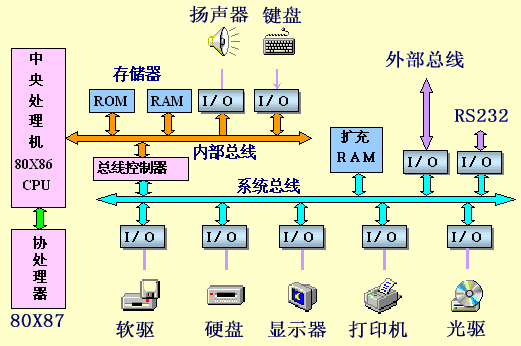 扬声器 键盘
中央处理机
80X86
CPU
存储器
ROM
RAM
I/O
I/O
内部总线
总线控制器
外部总线
RS232
扩充
RAM
I/O
I/O
系统总线
协处理器
80X87
I/O
I/O
I/O
I/O
I/O
软驱
硬盘
显示器
打印机
光驱